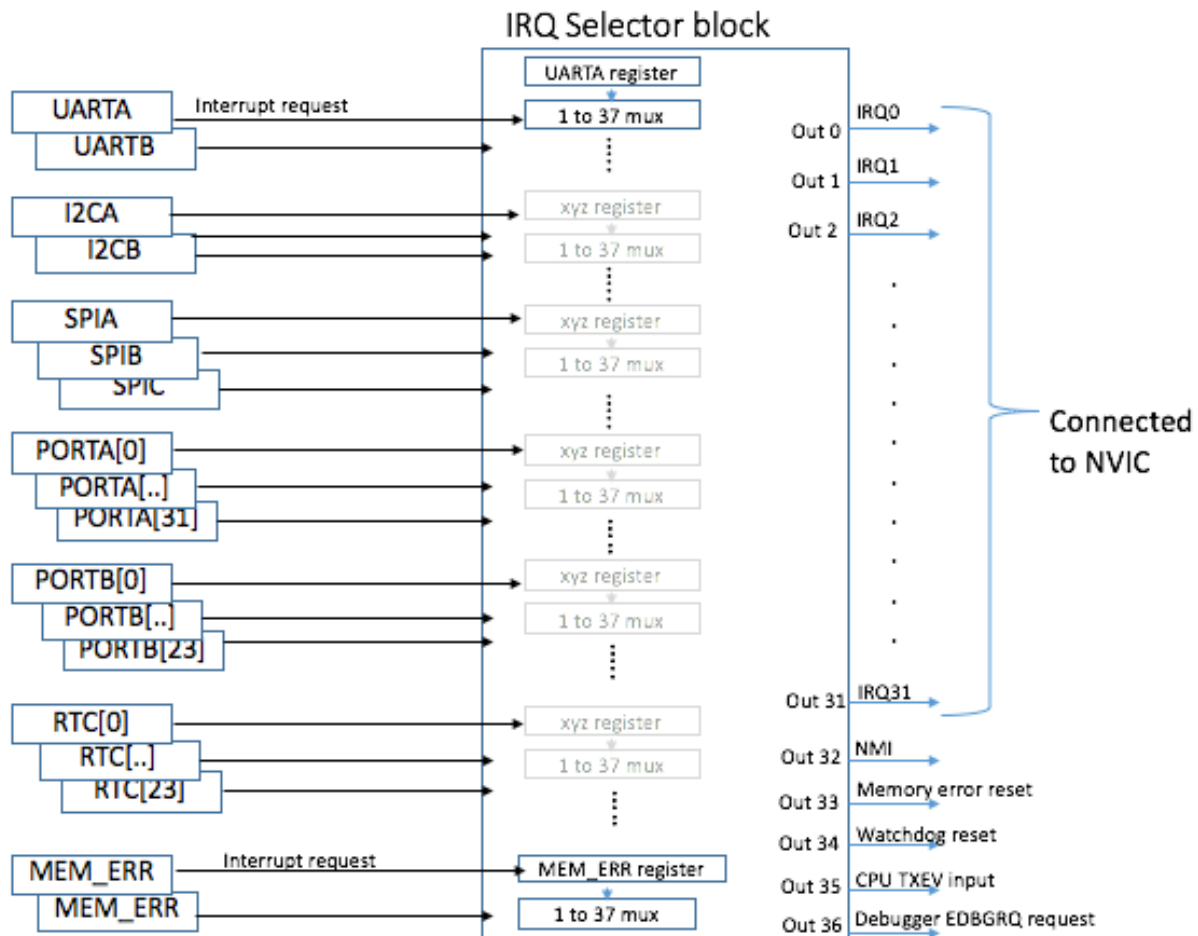 IRQ Selector block
UARTA register
UARTA
Interrupt request
1 to 37 mux
UARTB
I2CA
xyz register
I2CB
1 to 37 mux
SPIA
xyz register
SPIB
1 to 37 mux
SPIC
PORTA[0]
xyz register
PORTA[..]
1 to 37 mux
PORTA[31]
PORTB[0]
xyz register
PORTB[..]
1 to 37 mux
PORTB[23]
RTC[0]
xyz register
RTC[..]
1 to 37 mux
RTC[23]
MEM_ERR
Interrupt request
MEM_ERR register
MEM_ERR
1 to 37 mux
Out 0
IRQ0
Out 1
IRQ1
Out 2
IRQ2
Out 31
IRQ31
Out 32
NMI
Out 33
Memory error reset
Out 34
Watchdog reset
Out 35
CPU TXEV input
Out 36
Debugger EDBGRQ request
Connected
to NVIC